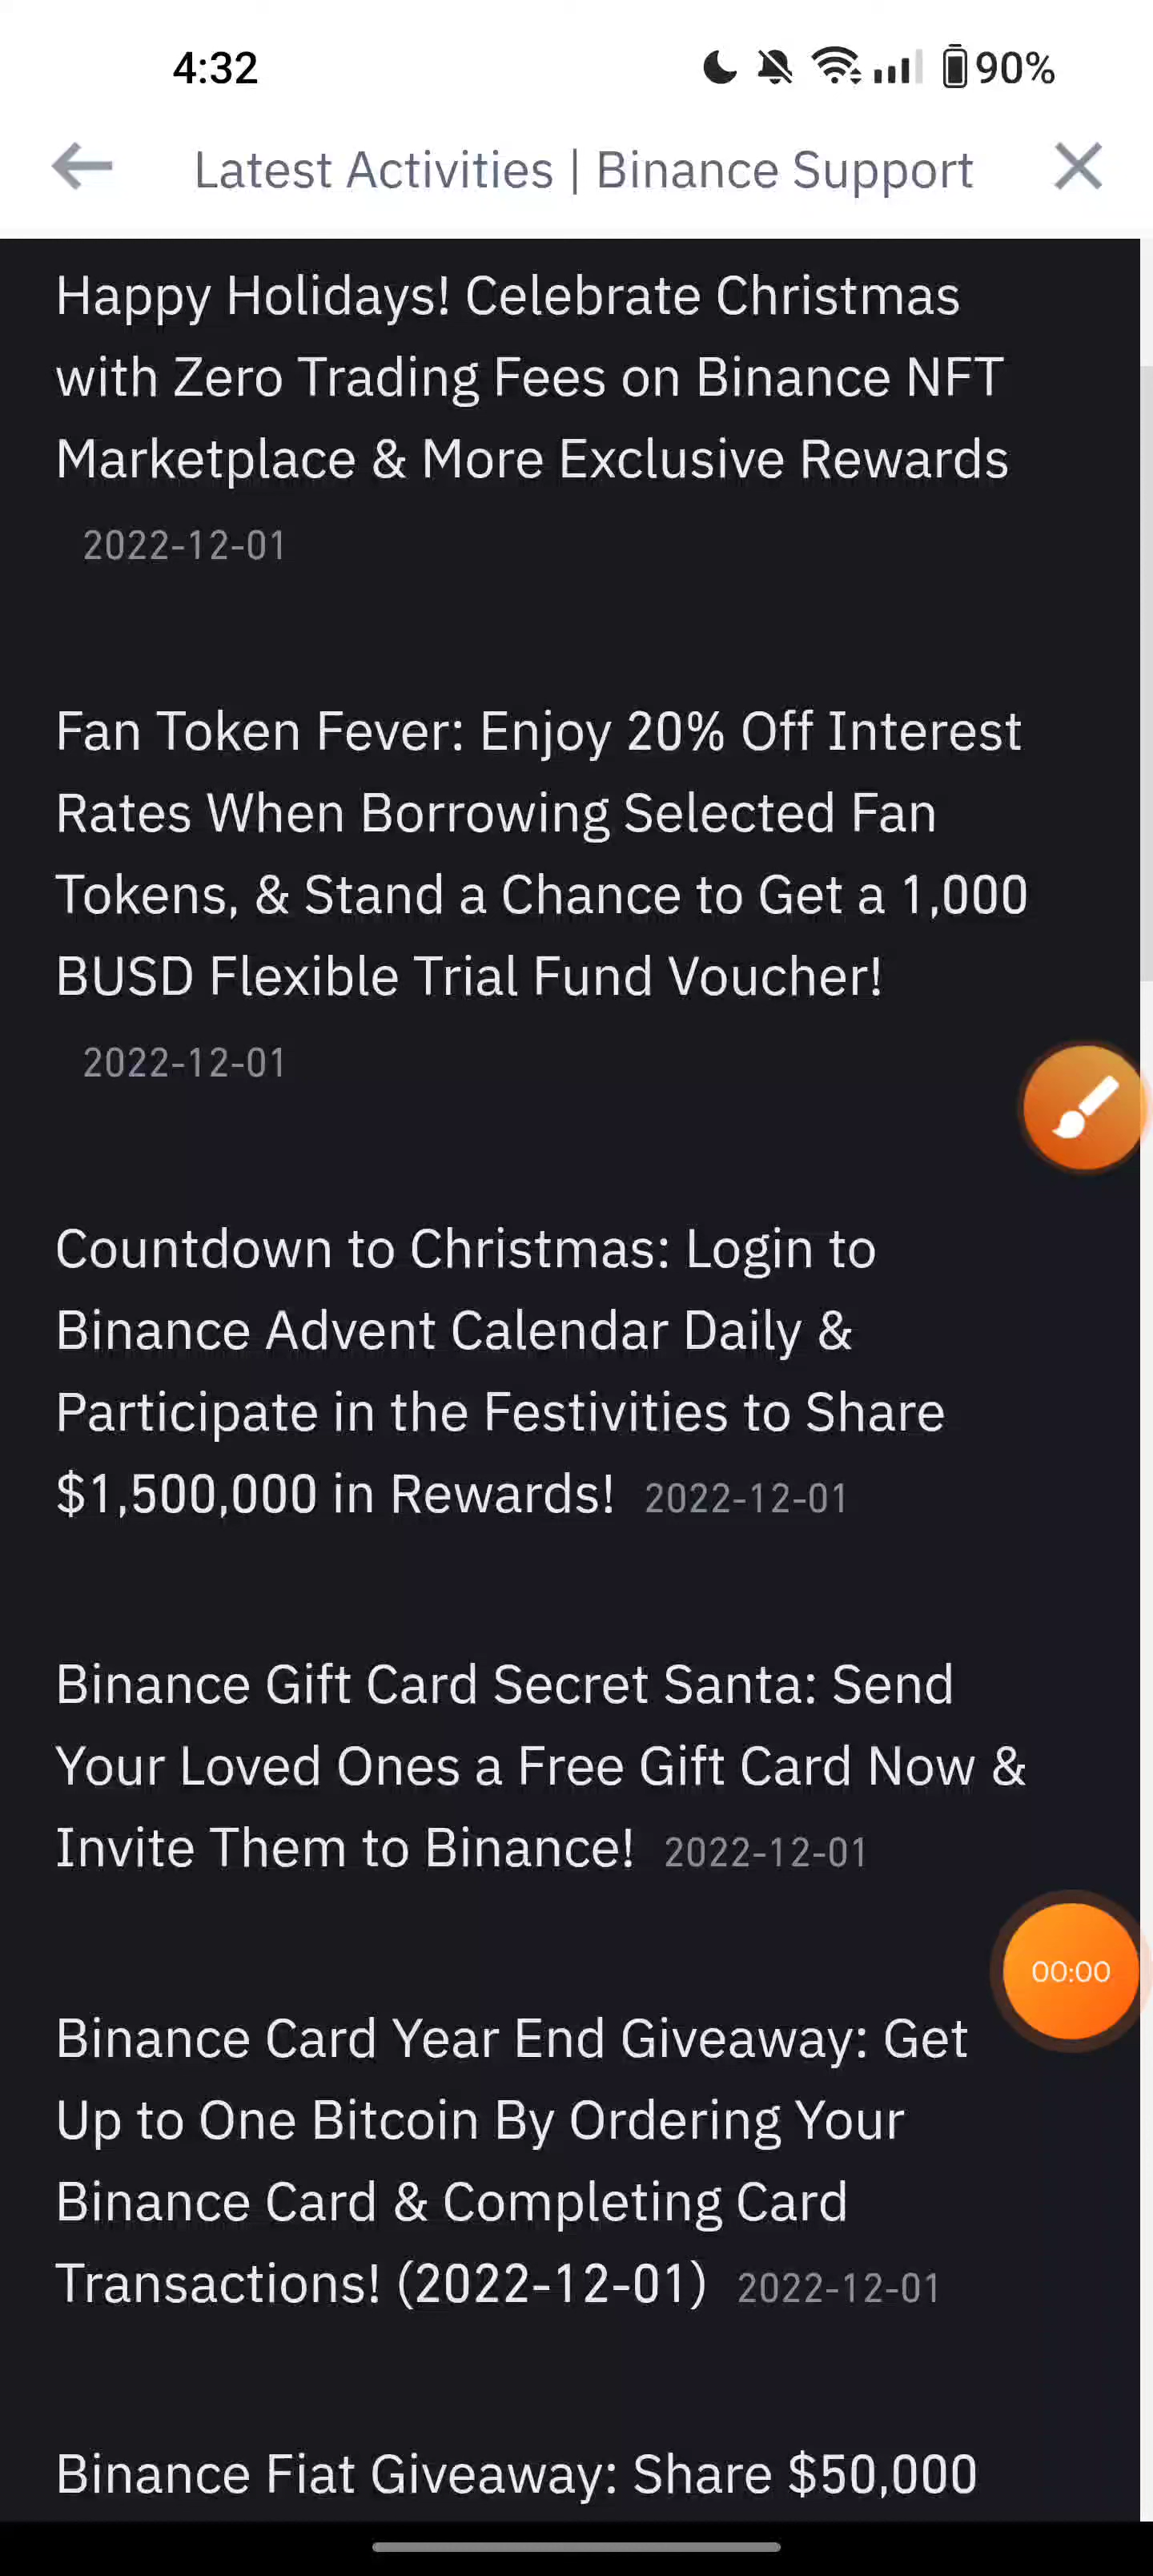 4:32
90%
Latest Activities | Binance Support
Happy Holidays! Celebrate Christmas
with Zero Trading Fees on Binance NFT
Marketplace & More Exclusive Rewards
2022-12-01
Fan Token Fever: Enjoy 20% Off Interest
Rates When Borrowing Selected Fan
Tokens, & Stand a Chance to Get a 1,000
BUSD Flexible Trial Fund Voucher!
2022-12-01
Countdown to Christmas: Login to
Binance Advent Calendar Daily &
Participate in the Festivities to Share
$1,500,000 in Rewards! 2022-12-01
Binance Gift Card Secret Santa: Send
Your Loved Ones a Free Gift Card Now &
Invite Them to Binance! 2022-12-01
00:00
Binance Card Year End Giveaway: Get
Up to One Bitcoin By Ordering Your
Binance Card & Completing Card
Transactions! (2022-12-01) 2022-12-01
Binance Fiat Giveaway: Share $50,000